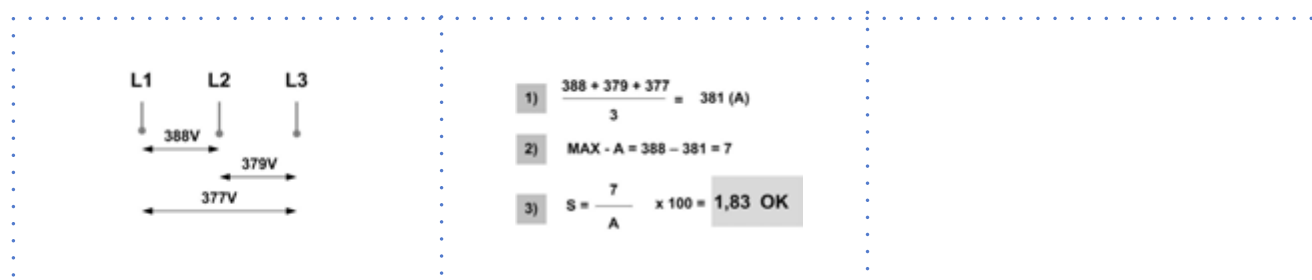 L1 L2 L3
388V
379V
377V
1) 388 + 379 + 377
3
= 381 (A)
2) MAX - A = 388 – 381 = 7
3) S = 7
A
x 100 = 1,83 OK